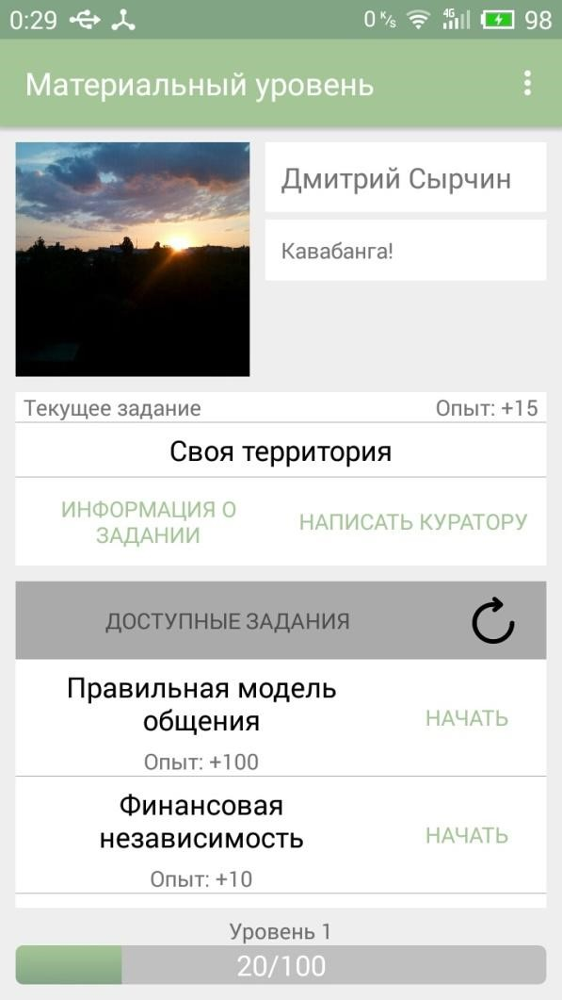 0:29 0 K/s 4G 98
Материальный уровень
Дмитрий Сырчин
Кавабанга!
Текущее задание Опыт: +15
Своя территория
ИНФОРМАЦИЯ О
ЗАДАНИИ
НАПИСАТЬ КУРАТОРУ
ДОСТУПНЫЕ ЗАДАНИЯ
Правильная модель
общения
НАЧАТЬ
Опыт: +100
Финансовая
независимость
НАЧАТЬ
Опыт: +10
Уровень 1
20/100